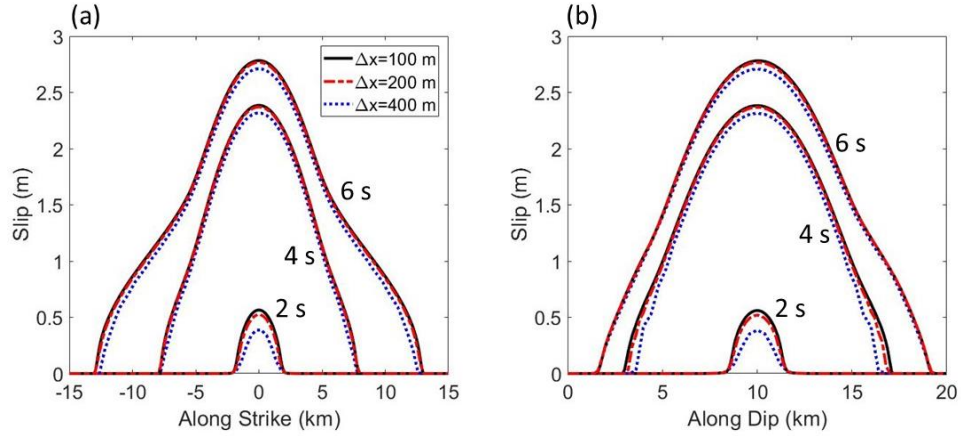 (a)
3
2.5
2
1.5
1
0.5
0
-15
-10
-5
0
5
10
15
Slip (m)
Along Strike (km)
Δx=100 m
Δx=200 m
Δx=400 m
6 s
4 s
2 s
(b)
3
2.5
2
1.5
1
0.5
0
0
5
10
15
20
Slip (m)
Along Dip (km)
6 s
4 s
2 s